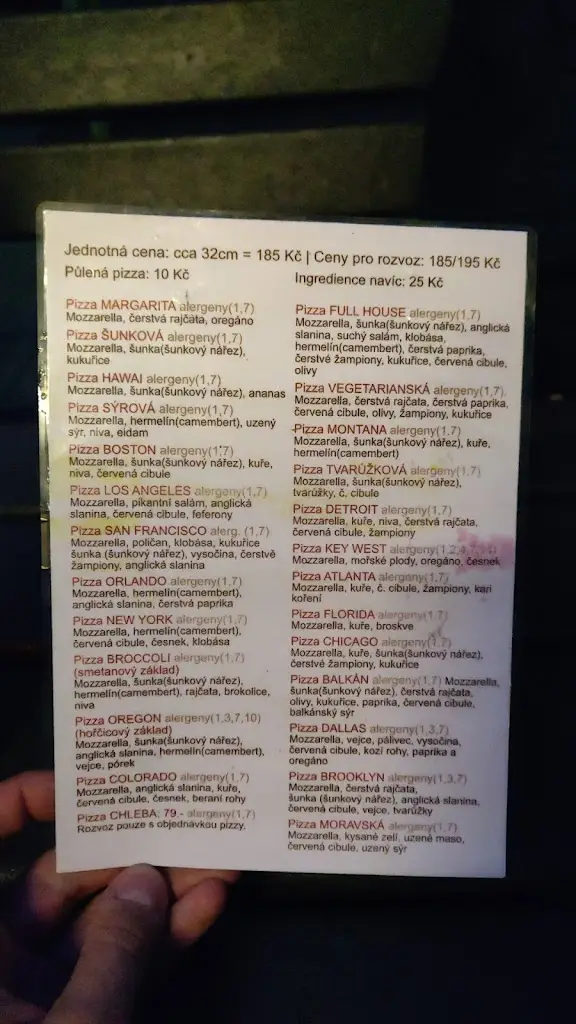 Jednotná cena: cca 32cm = 185 Kč | Ceny pro rozvoz: 185/195 Kč
Půlená pizza: 10 Kč
Ingredience navíc: 25 Kč
Pizza MARGARITA alergeny(1,7)
Mozzarella, čerstvá rajčata, oregáno
Pizza ŠUNKOVÁ alergeny(1,7)
Mozzarella, šunka(šunkový nářez),
kukuřice
Pizza HAWAI alergeny(1,7)
Mozzarella, šunka(šunkový nářez), ananas
Pizza SÝROVÁ alergeny(1,7)
Mozzarella, hermelín(camembert), uzený
sýr, niva, eidam
Pizza BOSTON alergeny(1,7)
Mozzarella, šunka(šunkový nářez), kuře,
niva, červená cibule
Pizza LOS ANGELES alergeny(1,7)
Mozzarella, pikantní salám, anglická
slanina, červená cibule, feferony
Pizza SAN FRANCISCO alerg. (1,7)
Mozzarella, poličan, klobása, kukuřice
šunka (šunkový nářez), vysočina, čerstvé
žampiony, anglická slanina
Pizza ORLANDO alergeny(1,7)
Mozzarella, hermelín(camembert),
anglická slanina, čerstvá paprika
Pizza NEW YORK alergeny(1,7)
Mozzarella, hermelín(camembert),
červená cibule, česnek, klobása
Pizza BROCCOLI alergeny(1,7)
(smetanový základ)
Mozzarella, šunka(šunkový nářez),
hermelín(camembert), rajčata, brokolice,
niva
Pizza OREGON alergeny(1,3,7,10)
(hořčicový základ)
Mozzarella, šunka(šunkový nářez),
anglická slanina, hermelín(camembert),
vejce, pórek
Pizza COLORADO alergeny(1,7)
Mozzarella, anglická slanina, kuře,
červená cibule, česnek, beraní rohy
Pizza CHLEBA: 79,- alergeny(1,7)
Rozvoz pouze s objednávkou pizzy.
Pizza FULL HOUSE alergeny(1,7)
Mozzarella, šunka(šunkový nářez), anglická
slanina, suchý salám, klobása,
hermelín(camembert), čerstvá paprika,
čerstvé žampiony, kukuřice, červená cibule,
olivy
Pizza VEGETARIANSKÁ alergeny(1,7)
Mozzarella, čerstvá rajčata, čerstvá paprika,
červená cibule, olivy, žampiony, kukuřice
Pizza MONTANA alergeny(1,7)
Mozzarella, šunka(šunkový nářez), kuře,
hermelín(camembert)
Pizza TVARŮŽKOVÁ alergeny(1,7)
Mozzarella, šunka(šunkový nářez),
tvarůžky, č. cibule
Pizza DETROIT alergeny(1,7)
Mozzarella, kuře, niva, čerstvá rajčata,
červená cibule, žampiony
Pizza KEY WEST
Mozzarella, mořské plody, oregáno, česnek
Pizza ATLANTA alergeny(1,7)
Mozzarella, kuře, č. cibule, žampiony, kari
koření
Pizza FLORIDA alergeny(1,7)
Mozzarella, kuře, broskve
Pizza CHICAGO alergeny(1,7)
Mozzarella, kuře, šunka(šunkový nářez),
čerstvé žampiony, kukuřice
Pizza BALKÁN alergeny(1,7) Mozzarella,
šunka(šunkový nářez), čerstvá rajčata,
olivy, kukuřice, paprika, červená cibule,
balkánský sýr
Pizza DALLAS alergeny(1,3,7)
Mozzarella, vejce, pálivec, vysočina,
červená cibule, kozí rohy, paprika a
oregáno
Pizza BROOKLYN alergeny(1,3,7)
Mozzarella, čerstvá rajčata,
šunka (šunkový nářez), anglická slanina,
červená cibule, vejce, tvarůžky
Pizza MORAVSKÁ alergeny(1,7)
Mozzarella, kysané zelí, uzené maso,
červená cibule, uzený sýr